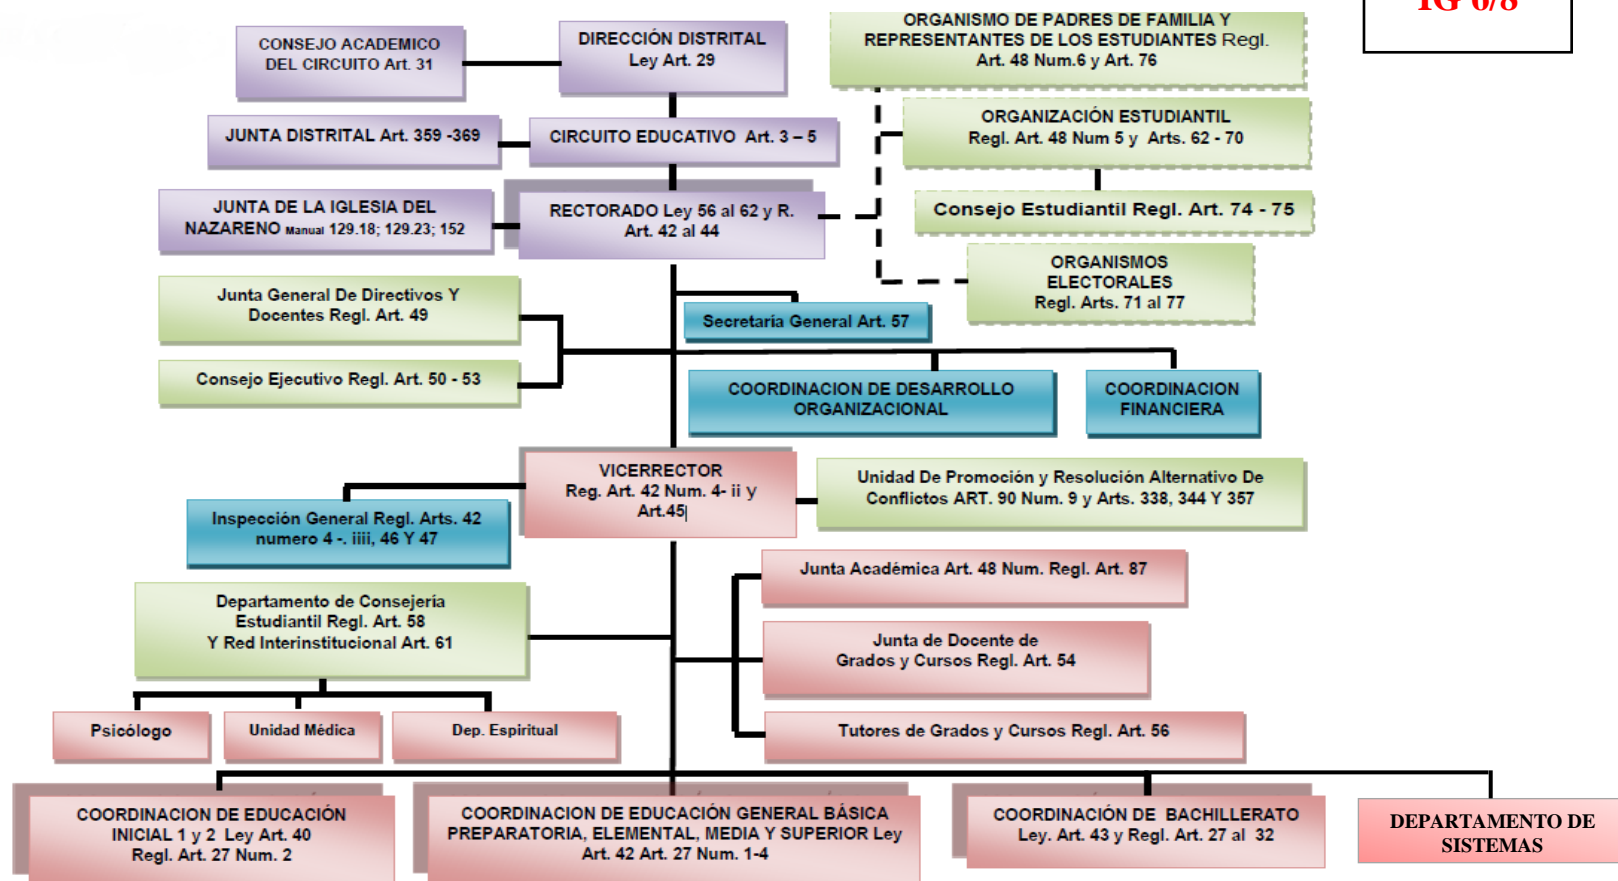 IG 6/8
CONSEJO ACADEMICO
DEL CIRCUITO Art. 31
DIRECCIÓN DISTRITAL
Ley Art. 29
ORGANISMO DE PADRES DE FAMILIA Y
REPRESENTANTES DE LOS ESTUDIANTES Regl.
Art. 48 Num.6 y Art. 76
JUNTA DISTRITAL Art. 359 -369
CIRCUITO EDUCATIVO Art. 3 – 5
ORGANIZACIÓN ESTUDIANTIL
Regl. Art. 48 Num 5 y Arts. 62 - 70
JUNTA DE LA IGLESIA DEL
NAZARENO Manual 129.18; 129.23; 152
RECTORADO Ley 56 al 62 y R.
Art. 42 al 44
Consejo Estudiantil Regl. Art. 74 - 75
ORGANISMOS
ELECTORALES
Regl. Arts. 71 al 77
Junta General De Directivos Y
Docentes Regl. Art. 49
Secretaría General Art. 57
Consejo Ejecutivo Regl. Art. 50 - 53
COORDINACION DE DESARROLLO
ORGANIZACIONAL
COORDINACION
FINANCIERA
VICERRECTOR
Reg. Art. 42 Num. 4- ii y
Art.45
Unidad De Promoción y Resolución Alternativo De
Conflictos ART. 90 Num. 9 y Arts. 338, 344 Y 357
Inspección General Regl. Arts. 42
numero 4 -. iiii, 46 Y 47
Junta Académica Art. 48 Num. Regl. Art. 87
Departamento de Consejería
Estudiantil Regl. Art. 58
Y Red Interinstitucional Art. 61
Junta de Docente de
Grados y Cursos Regl. Art. 54
Psicólogo
Unidad Médica
Dep. Espiritual
Tutores de Grados y Cursos Regl. Art. 56
COORDINACION DE EDUCACIÓN
INICIAL 1 y 2 Ley Art. 40
Regl. Art. 27 Num. 2
COORDINACION DE EDUCACIÓN GENERAL BÁSICA
PREPARATORIA, ELEMENTAL, MEDIA Y SUPERIOR Ley
Art. 42 Art. 27 Num. 1-4
COORDINACIÓN DE BACHILLERATO
Ley. Art. 43 y Regl. Art. 27 al 32
DEPARTAMENTO DE
SISTEMAS